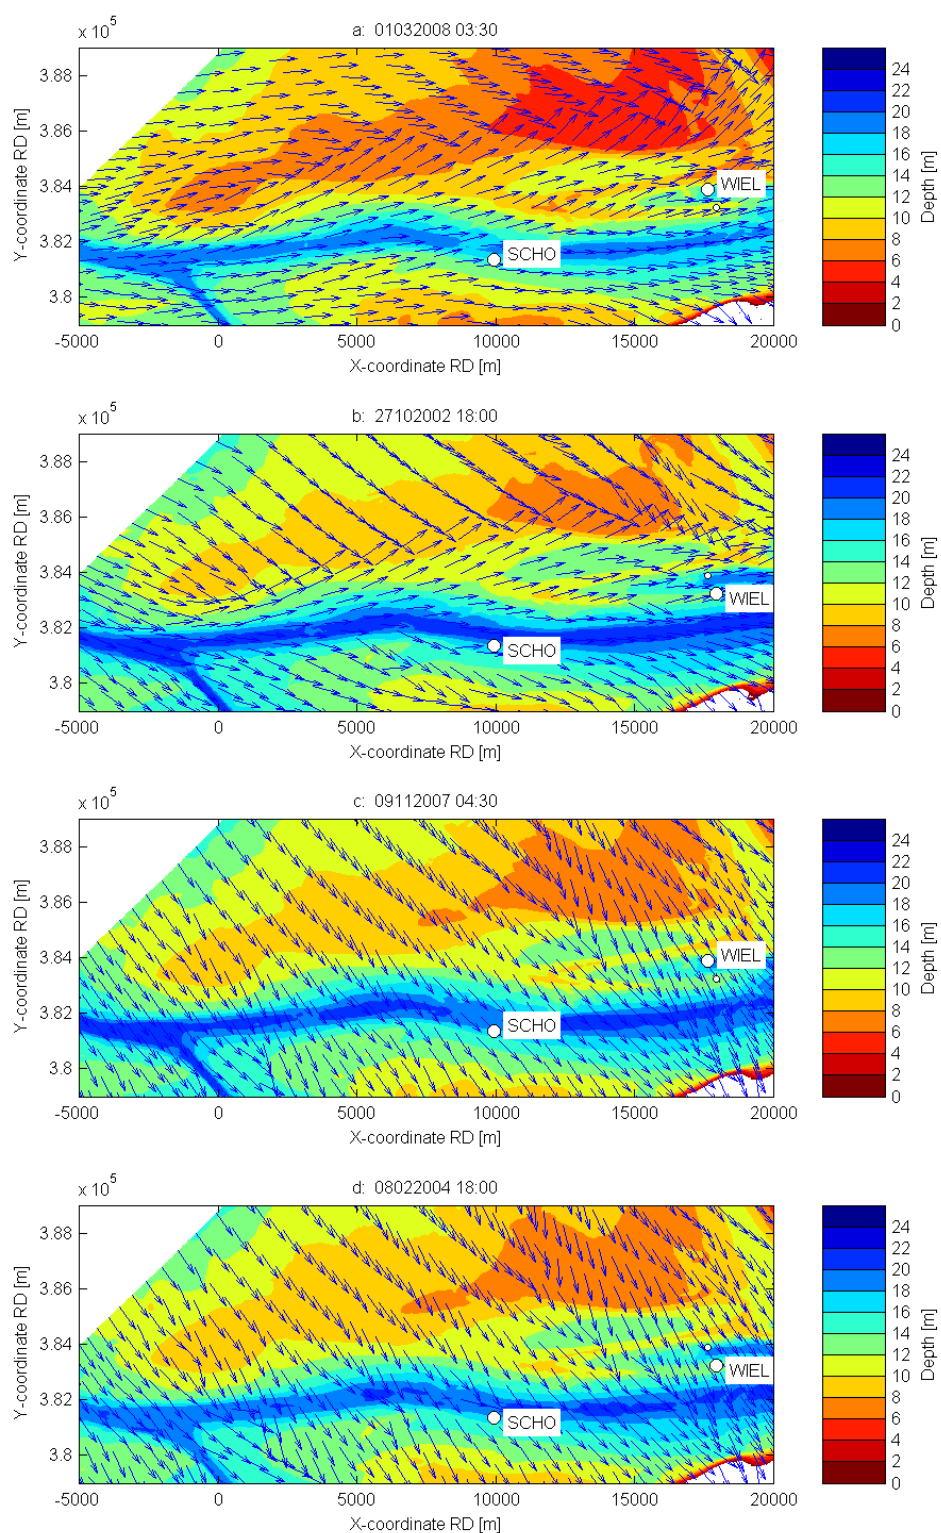 x 10^5
a: 01032008 03:30
3.88
3.86
3.84
3.82
3.8
Y-coordinate RD [m]
WIEL
SCHO
-5000 0 5000 10000 15000 20000
X-coordinate RD [m]
24
22
20
18
16
14
12
10
8
6
4
2
0
Depth [m]
x 10^5
b: 27102002 18:00
3.88
3.86
3.84
3.82
3.8
Y-coordinate RD [m]
WIEL
SCHO
-5000 0 5000 10000 15000 20000
X-coordinate RD [m]
24
22
20
18
16
14
12
10
8
6
4
2
0
Depth [m]
x 10^5
c: 09112007 04:30
3.88
3.86
3.84
3.82
3.8
Y-coordinate RD [m]
WIEL
SCHO
-5000 0 5000 10000 15000 20000
X-coordinate RD [m]
24
22
20
18
16
14
12
10
8
6
4
2
0
Depth [m]
x 10^5
d: 08022004 18:00
3.88
3.86
3.84
3.82
3.8
Y-coordinate RD [m]
WIEL
SCHO
-5000 0 5000 10000 15000 20000
X-coordinate RD [m]
24
22
20
18
16
14
12
10
8
6
4
2
0
Depth [m]